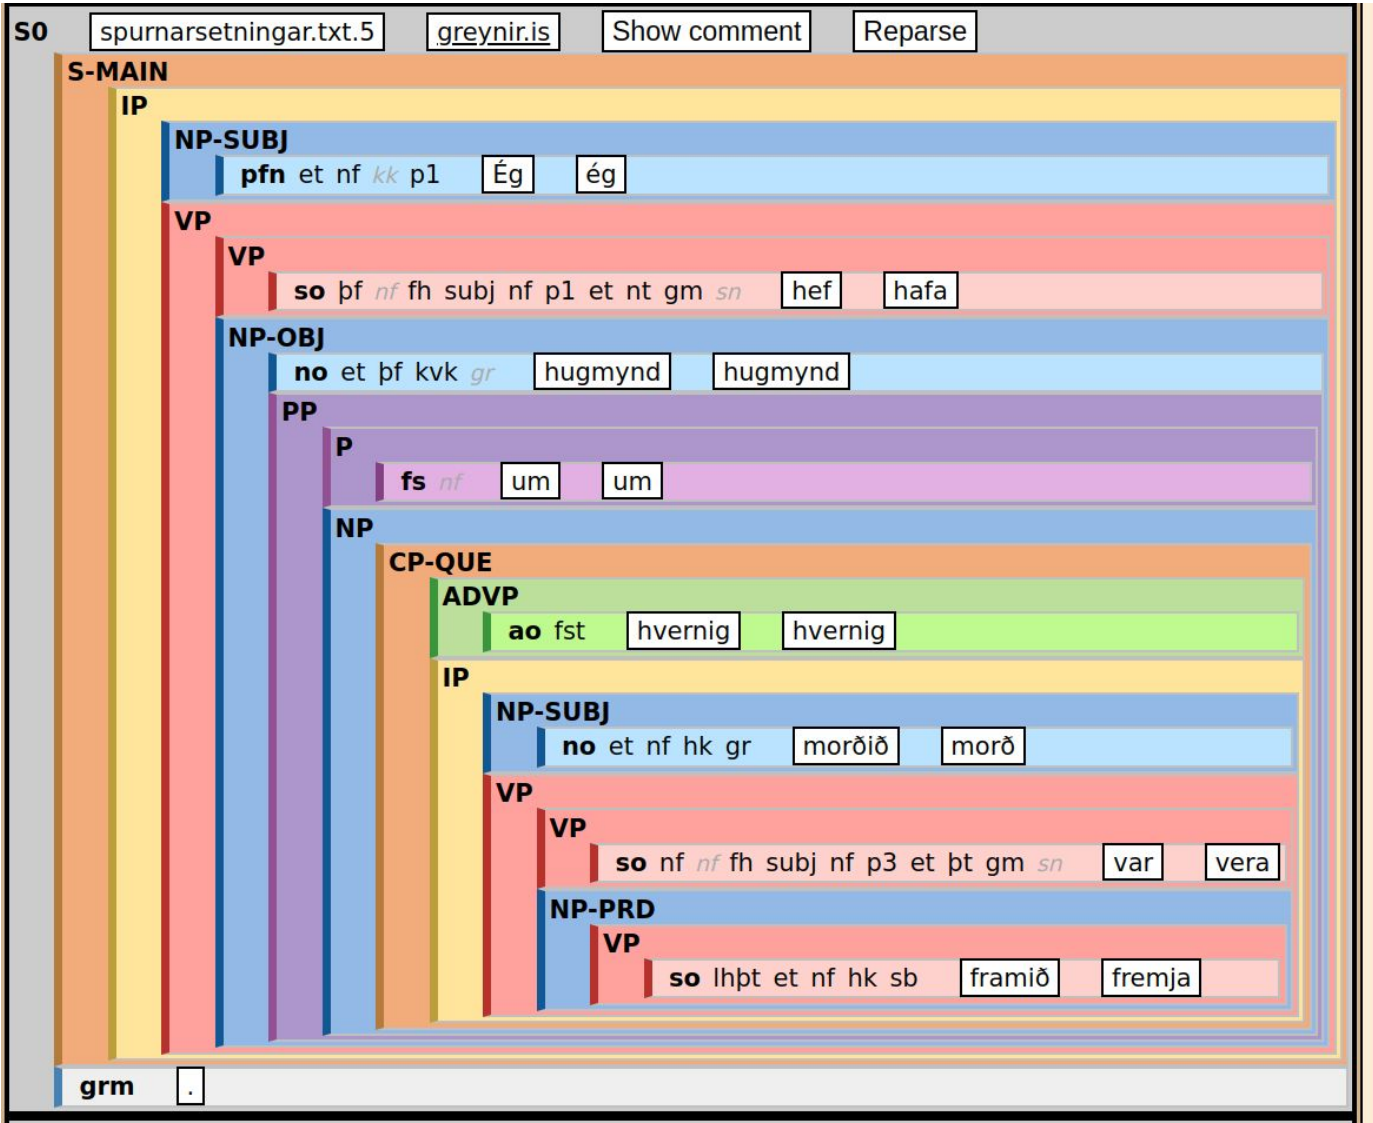 S0 spurnarsetningar.txt.5 greynir.is Show comment Reparse
S-MAIN
IP
NP-SUBJ
pfn et nf kk p1 Ég ég
VP
VP
so þf nf fh subj nf p1 et nt gm sn hef hafa
NP-OBJ
no et þf kvk gr hugmynd hugmynd
PP
P
fs nf um um
NP
CP-QUE
ADVP
ao fst hvernig hvernig
IP
NP-SUBJ
no et nf hk gr morðið morð
VP
VP
so nf nf fh subj nf p3 et þt gm sn var vera
NP-PRD
VP
so lhþt et nf hk sb framið fremja
grm .